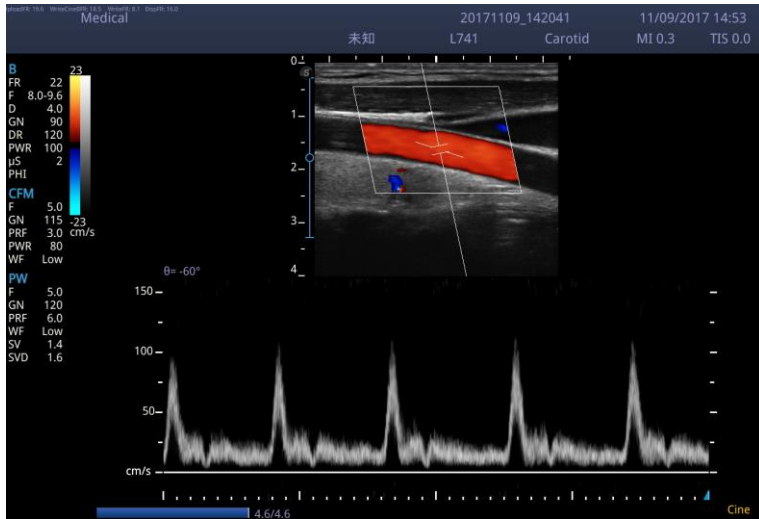 Medical 20171109_142041 11/09/2017 14:53
未知 L741 Carotid MI 0.3 TIS 0.0
B
FR 22
F 8.0-9.6
D 4.0
GN 90
DR 120
PWR 100
µS 2
PHI
CFM
F 5.0
GN 115
PRF 3.0
PWR 80
WF Low
PW
F 5.0
GN 120
PRF 6.0
WF Low
SV 1.4
SVD 1.6
23
-23
cm/s
0
1
2
3
4
θ= -60°
150
100
50
cm/s
4.6/4.6
Cine